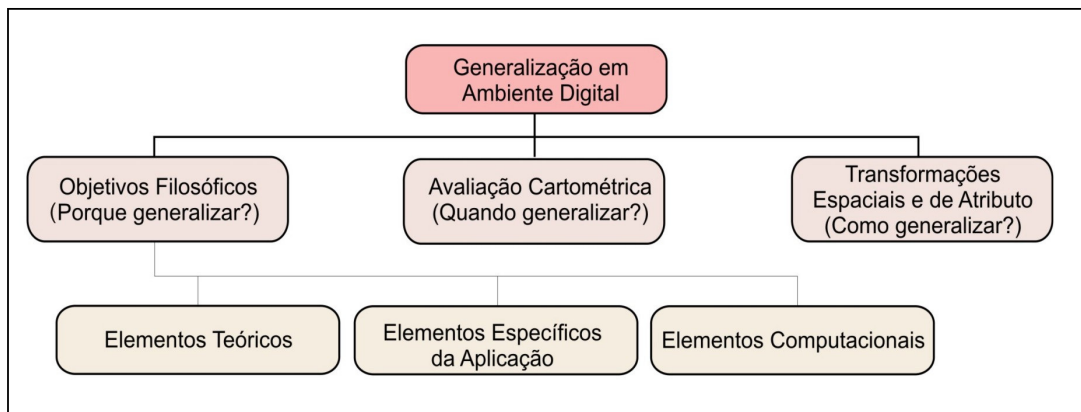 Generalização em
Ambiente Digital
Objetivos Filosóficos
(Porque generalizar?)
Avaliação Cartométrica
(Quando generalizar?)
Transformações
Espaciais e de Atributo
(Como generalizar?)
Elementos Teóricos
Elementos Específicos
da Aplicação
Elementos Computacionais